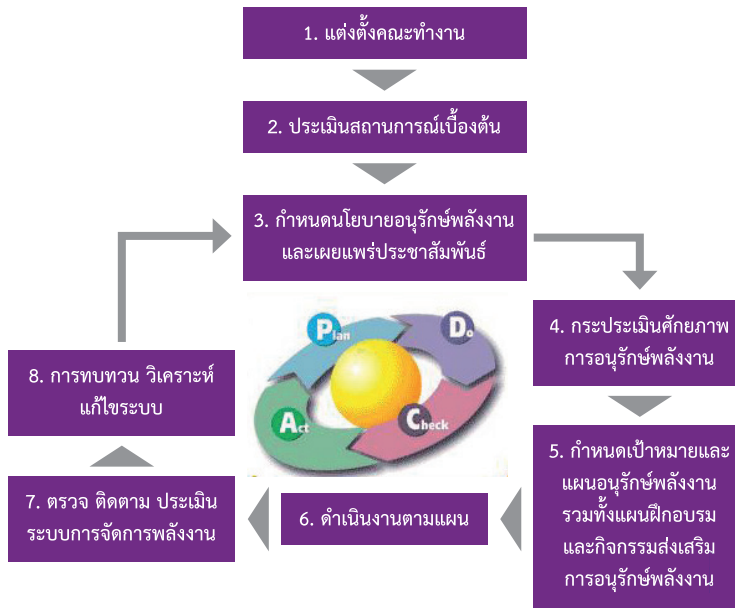 1. แต่งตั้งคณะทำงาน
2. ประเมินสถานการณ์เบื้องต้น
3. กำหนดนโยบายอนุรักษ์พลังงาน
และเผยแพร่ประชาสัมพันธ์
4. กระประเมินศักยภาพ
การอนุรักษ์พลังงาน
5. กำหนดเป้าหมายและ
แผนอนุรักษ์พลังงาน
รวมทั้งแผนฝึกอบรม
และกิจกรรมส่งเสริม
การอนุรักษ์พลังงาน
6. ดำเนินงานตามแผน
7. ตรวจ ติดตาม ประเมิน
ระบบการจัดการพลังงาน
8. การทบทวน วิเคราะห์
แก้ไขระบบ
Plan
Do
Check
Act